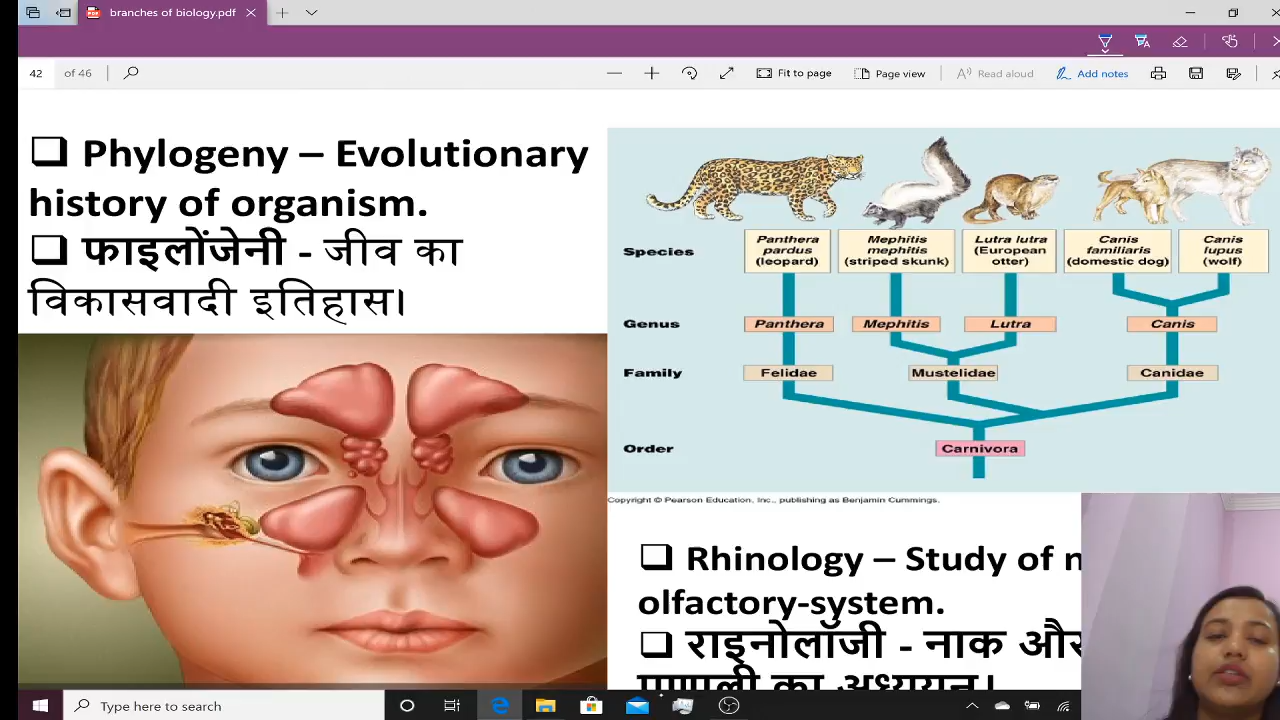 branches of biology.pdf
42 of 46
Fit to page
Page view
Read aloud
Add notes
Phylogeny – Evolutionary
history of organism.
फाइलोंजेनी - जीव का
विकासवादी इतिहास।
Species
Panthera
pardus
(leopard)
Mephitis
mephitis
(striped skunk)
Lutra lutra
(European
otter)
Canis
familiaris
(domestic dog)
Canis
lupus
(wolf)
Genus
Panthera
Mephitis
Lutra
Canis
Family
Felidae
Mustelidae
Canidae
Order
Carnivora
Copyright © Pearson Education, Inc., publishing as Benjamin Cummings.
Rhinology – Study of
olfactory-system.
राइनोलॉजी - नाक और
का अध्ययन।
Type here to search